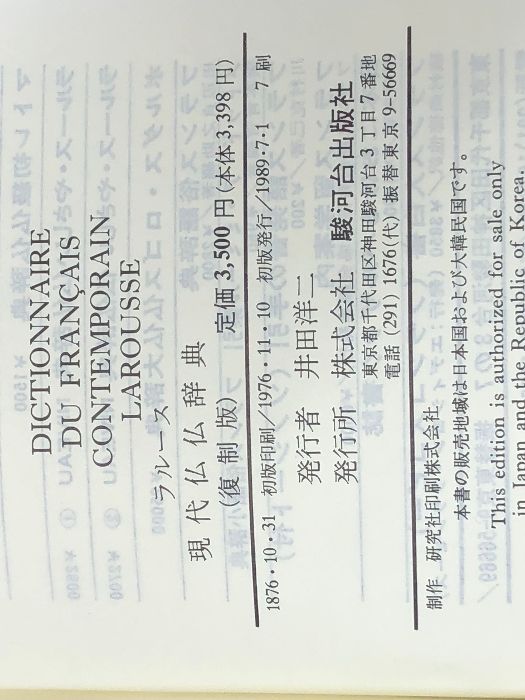 DICTIONNAIRE
DU FRANÇAIS
CONTEMPORAIN
LAROUSSE
ラルース
現代仏仏辞典
(復制版) 定価 3,500 円(本体3,398 円)
1876・10・31 初版印刷/1976・11・10 初版発行/1989・7・1 7 刷
発行者 井田洋二
発行所 株式会社 駿河台出版社
東京都千代田区神田駿河台 3 丁目 7 番地
電話 (291) 1676(代) 振替東京 9-56669
制作 研究社印刷株式会社
本書の販売地域は日本国および大韓民国です。
This edition is authorized for sale only
in Japan and the Republic of Korea.